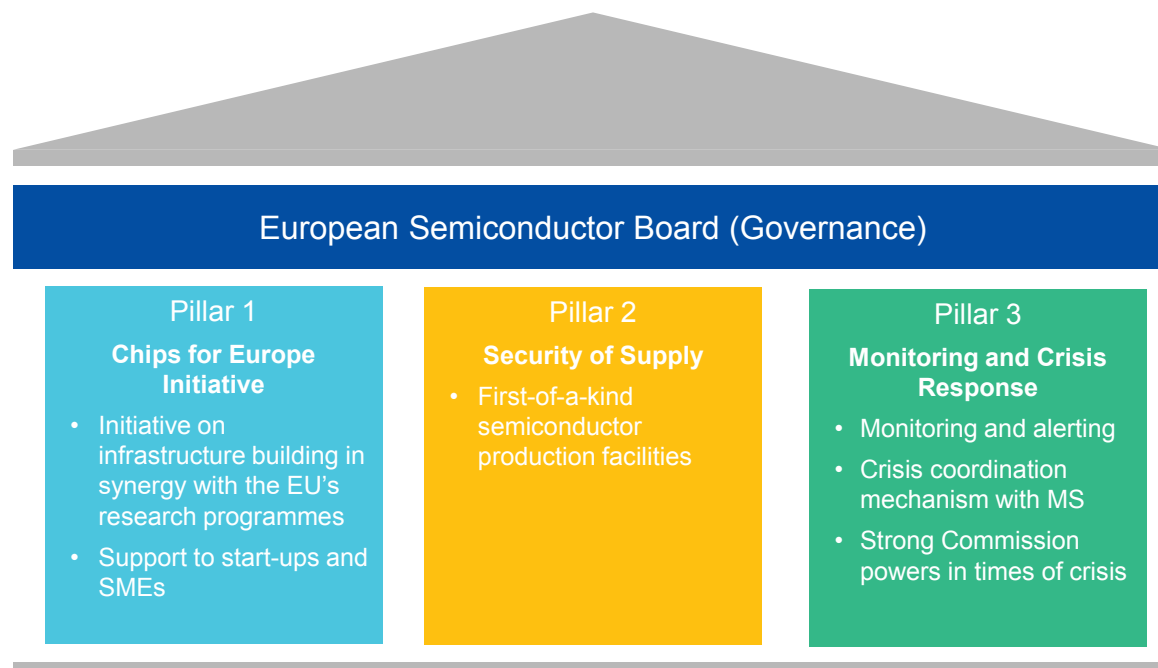 European Semiconductor Board (Governance)
Pillar 1
Chips for Europe
Initiative
• Initiative on
infrastructure building in
synergy with the EU’s
research programmes
• Support to start-ups and
SMEs
Pillar 2
Security of Supply
• First-of-a-kind
semiconductor
production facilities
Pillar 3
Monitoring and Crisis
Response
• Monitoring and alerting
• Crisis coordination
mechanism with MS
• Strong Commission
powers in times of crisis